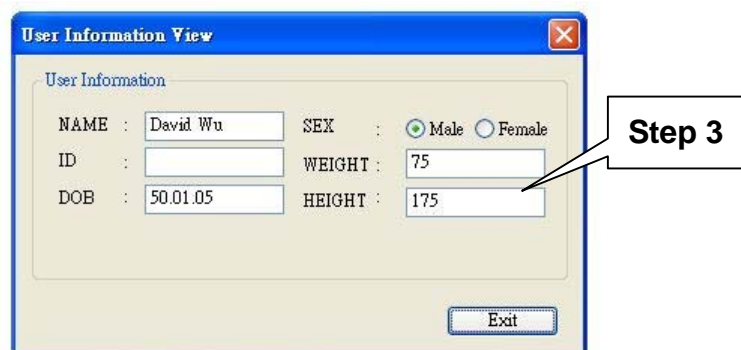 User Information View
User Information
NAME : David Wu SEX : Male Female
ID : WEIGHT : 75
DOB : 50.01.05 HEIGHT : 175
Step 3
Exit